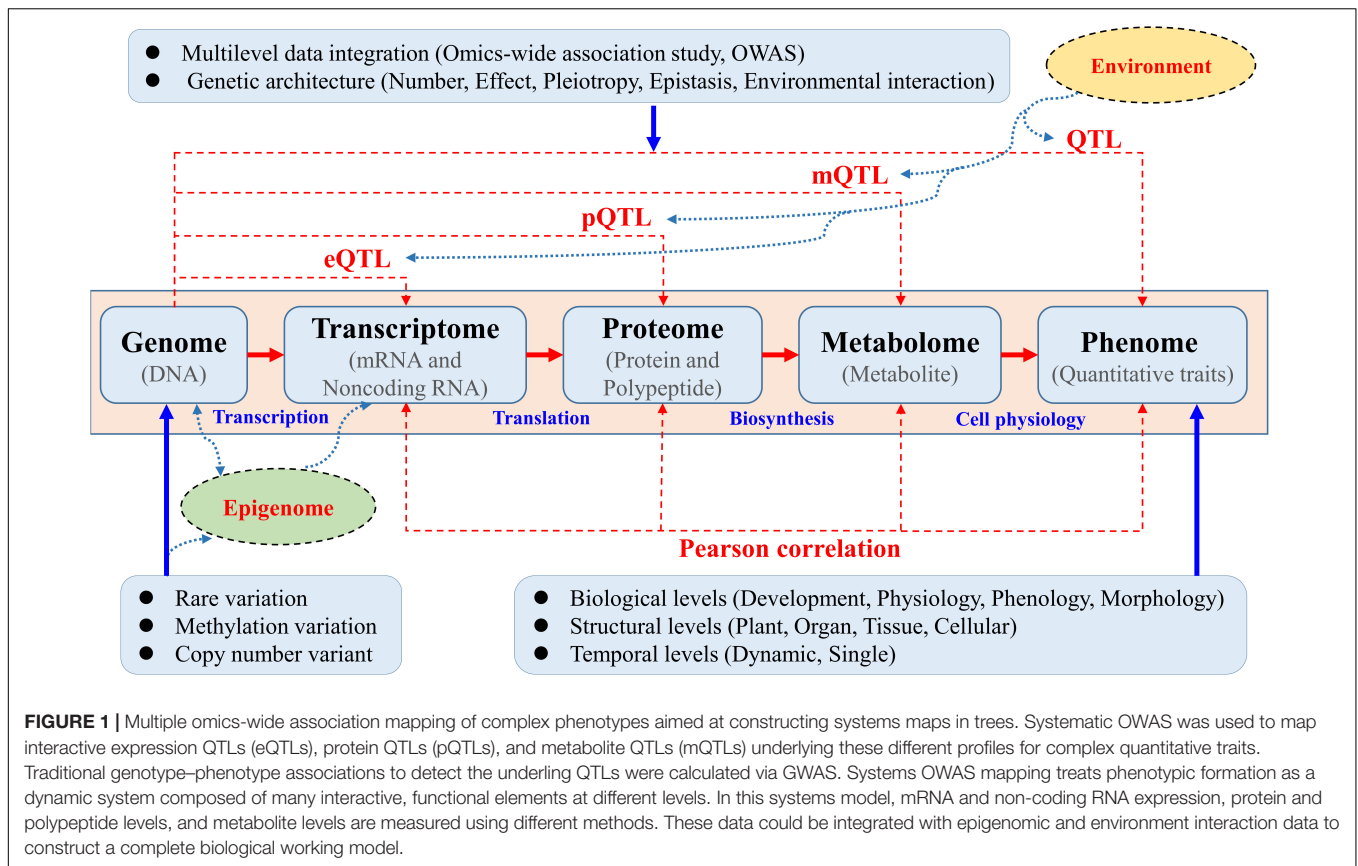 ● Multilevel data integration (Omics-wide association study, OWAS)
● Genetic architecture (Number, Effect, Pleiotropy, Epistasis, Environmental interaction)
Environment
QTL
mQTL
pQTL
eQTL
Genome
(DNA)
Transcriptome
(mRNA and
Noncoding RNA)
Proteome
(Protein and
Polypeptide)
Metabolome
(Metabolite)
Phenome
(Quantitative traits)
Transcription
Translation
Biosynthesis
Cell physiology
Epigenome
Pearson correlation
● Rare variation
● Methylation variation
● Copy number variant
● Biological levels (Development, Physiology, Phenology, Morphology)
● Structural levels (Plant, Organ, Tissue, Cellular)
● Temporal levels (Dynamic, Single)
FIGURE 1 | Multiple omics-wide association mapping of complex phenotypes aimed at constructing systems maps in trees. Systematic OWAS was used to map
interactive expression QTLs (eQTLs), protein QTLs (pQTLs), and metabolite QTLs (mQTLs) underlying these different profiles for complex quantitative traits.
Traditional genotype–phenotype associations to detect the underling QTLs were calculated via GWAS. Systems OWAS mapping treats phenotypic formation as a
dynamic system composed of many interactive, functional elements at different levels. In this systems model, mRNA and non-coding RNA expression, protein and
polypeptide levels, and metabolite levels are measured using different methods. These data could be integrated with epigenomic and environment interaction data to
construct a complete biological working model.